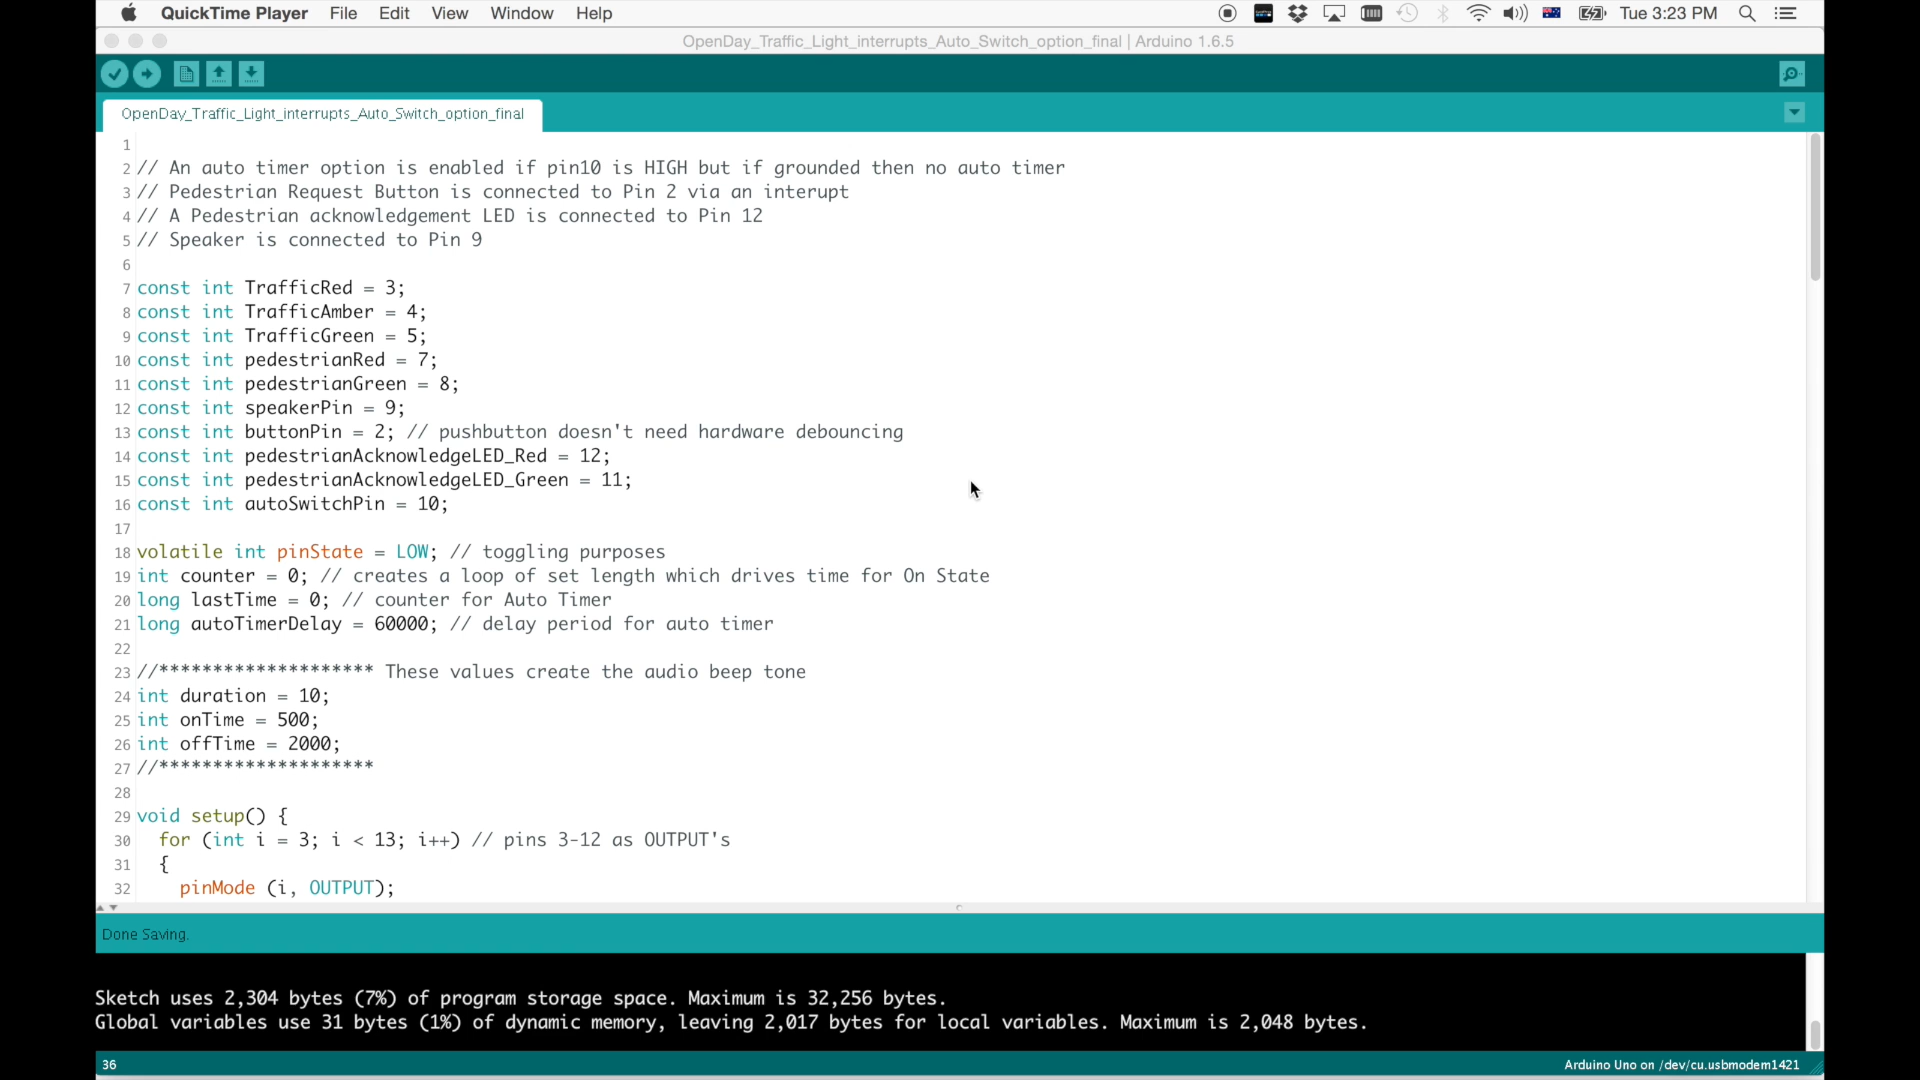 QuickTime Player File Edit View Window Help Tue 3:23 PM
OpenDay_Traffic_Light_interrupts_Auto_Switch_option_final | Arduino 1.6.5
OpenDay_Traffic_Light_interrupts_Auto_Switch_option_final
1
2 // An auto timer option is enabled if pin10 is HIGH but if grounded then no auto timer
3 // Pedestrian Request Button is connected to Pin 2 via an interupt
4 // A Pedestrian acknowledgement LED is connected to Pin 12
5 // Speaker is connected to Pin 9
6
7 const int TrafficRed = 3;
8 const int TrafficAmber = 4;
9 const int TrafficGreen = 5;
10 const int pedestrianRed = 7;
11 const int pedestrianGreen = 8;
12 const int speakerPin = 9;
13 const int buttonPin = 2; // pushbutton doesn't need hardware debouncing
14 const int pedestrianAcknowledgeLED_Red = 12;
15 const int pedestrianAcknowledgeLED_Green = 11;
16 const int autoSwitchPin = 10;
17
18 volatile int pinState = LOW; // toggling purposes
19 int counter = 0; // creates a loop of set length which drives time for On State
20 long lastTime = 0; // counter for Auto Timer
21 long autoTimerDelay = 60000; // delay period for auto timer
22
23 //******************** These values create the audio beep tone
24 int duration = 10;
25 int onTime = 500;
26 int offTime = 2000;
27 //********************
28
29 void setup() {
30 for (int i = 3; i < 13; i++) // pins 3-12 as OUTPUT's
31 {
32 pinMode (i, OUTPUT);
Done Saving.
Sketch uses 2,304 bytes (7%) of program storage space. Maximum is 32,256 bytes.
Global variables use 31 bytes (1%) of dynamic memory, leaving 2,017 bytes for local variables. Maximum is 2,048 bytes.
36 Arduino Uno on /dev/cu.usbmodem1421